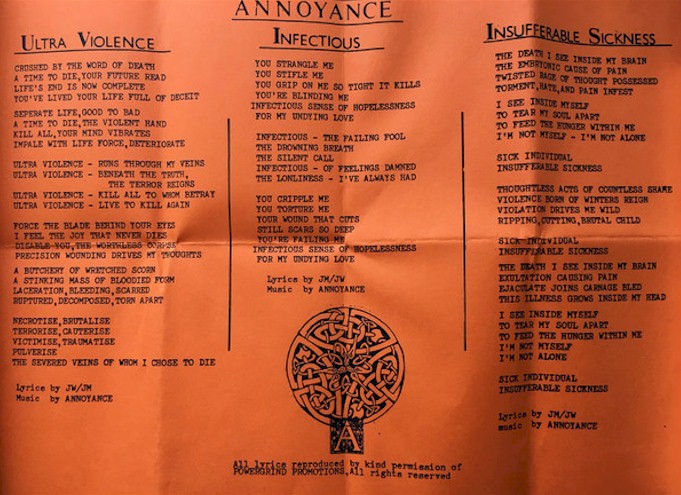 ANNOYANCE
ULTRA VIOLENCE
CRUSHED BY THE WORD OF DEATH
A TIME TO DIE,YOUR FUTURE READ
LIFE'S END IS NOW COMPLETE
YOU'VE LIVED YOUR LIFE FULL OF DECEIT
SEPERATE LIFE,GOOD TO BAD
A TIME TO DIE,THE VIOLENT HAND
KILL ALL,YOUR MIND VIBRATES
IMPALE WITH LIFE FORCE,DETERIORATE
ULTRA VIOLENCE - RUNS THROUGH MY VEINS
ULTRA VIOLENCE - BENEATH THE TRUTH,
THE TERROR REIGNS
ULTRA VIOLENCE - KILL ALL TO WHOM BETRAY
ULTRA VIOLENCE - LIVE TO KILL AGAIN
FORCE THE BLADE BEHIND YOUR EYES
I FEEL THE JOY THAT NEVER DIES
DICABLE YOU,THE WORTHLESS CORPSE
PRECISION WOUNDING DRIVES MY THOUGHTS
A BUTCHERY OF WRETCHED SCORN
A STINKING MASS OF BLOODIED FORM
LACERATION,BLEEDING,SCARRED
RUPTURED,DECOMPOSED,TORN APART
NECROTISE,BRUTALISE
TERRORISE,CAUTERISE
VICTIMISE,TRAUMATISE
PULVERISE
THE SEVERED VEINS OF WHOM I CHOSE TO DIE
Lyrics by JW/JM
Music by ANNOYANCE
INFECTIOUS
YOU STRANGLE ME
YOU STIFLE ME
YOU GRIP ON ME SO TIGHT IT KILLS
YOU'RE BLINDING ME
INFECTIOUS SENSE OF HOPELESSNESS
FOR MY UNDYING LOVE
INFECTIOUS - THE FAILING FOOL
THE DROWNING BREATH
THE SILENT CALL
INFECTIOUS - OF FEELINGS DAMNED
THE LONLINESS - I'VE ALWAYS HAD
YOU CRIPPLE ME
YOU TORTURE ME
YOUR WOUND THAT CUTS
STILL SCARS SO DEEP
YOU'RE FAILING ME
INFECTIOUS SENSE OF HOPELESSNESS
FOR MY UNDYING LOVE
Lyrics by JM/JW
Music by ANNOYANCE
A
All lyrics reproduced by kind permission of
POWERGRIND PROMOTIONS,All rights reserved
INSUFFERABLE SICKNESS
THE DEATH I SEE INSIDE MY BRAIN
THE EMBRYONIC CAUSE OF PAIN
TWISTED RAGE OF THOUGHT POSSESSED
TORMENT,HATE,AND PAIN INFEST
I SEE INSIDE MYSELF
TO TEAR MY SOUL APART
TO FEED THE HUNGER WITHIN ME
I'M NOT MYSELF - I'M NOT ALONE
SICK INDIVIDUAL
INSUFFERABLE SICKNESS
THOUGHTLESS ACTS OF COUNTLESS SHAME
VIOLENCE BORN OF WINTERS REIGN
VIOLATION DRIVES ME WILD
RIPPING,CUTTING,BRUTAL CHILD
SICK INDIVIDUAL
INSUFFERABLE SICKNESS
THE DEATH I SEE INSIDE MY BRAIN
EXULTATION CAUSING PAIN
EJACULATE JOINS CARNAGE BLED
THIS ILLNESS GROWS INSIDE MY HEAD
I SEE INSIDE MYSELF
TO TEAR MY SOUL APART
TO FEED THE HUNGER WITHIN ME
I'M NOT MYSELF
I'M NOT ALONE
SICK INDIVIDUAL
INSUFFERABLE SICKNESS
Lyrics by JM/JW
music by ANNOYANCE